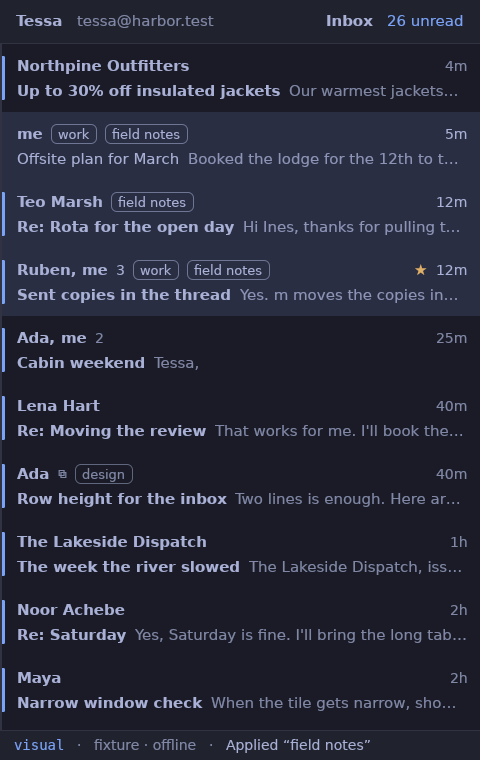 Tessa tessa@harbor.test Inbox 26 unread
Northpine Outfitters 4m
Up to 30% off insulated jackets Our warmest jackets…
me work field notes 5m
Offsite plan for March Booked the lodge for the 12th to t…
Teo Marsh field notes 12m
Re: Rota for the open day Hi Ines, thanks for pulling t…
Ruben, me 3 work field notes ★ 12m
Sent copies in the thread Yes. m moves the copies in…
Ada, me 2 25m
Cabin weekend Tessa,
Lena Hart 40m
Re: Moving the review That works for me. I'll book the…
Ada design 40m
Row height for the inbox Two lines is enough. Here ar…
The Lakeside Dispatch 1h
The week the river slowed The Lakeside Dispatch, iss…
Noor Achebe 2h
Re: Saturday Yes, Saturday is fine. I'll bring the long tab…
Maya 2h
Narrow window check When the tile gets narrow, sho…
visual · fixture · offline · Applied “field notes”